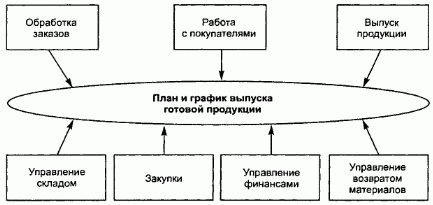 Обработка
заказов
Работа
с покупателями
Выпуск
продукции
План и график выпуска
готовой продукции
Управление
складом
Закупки
Управление
финансами
Управление
возвратом
материалов